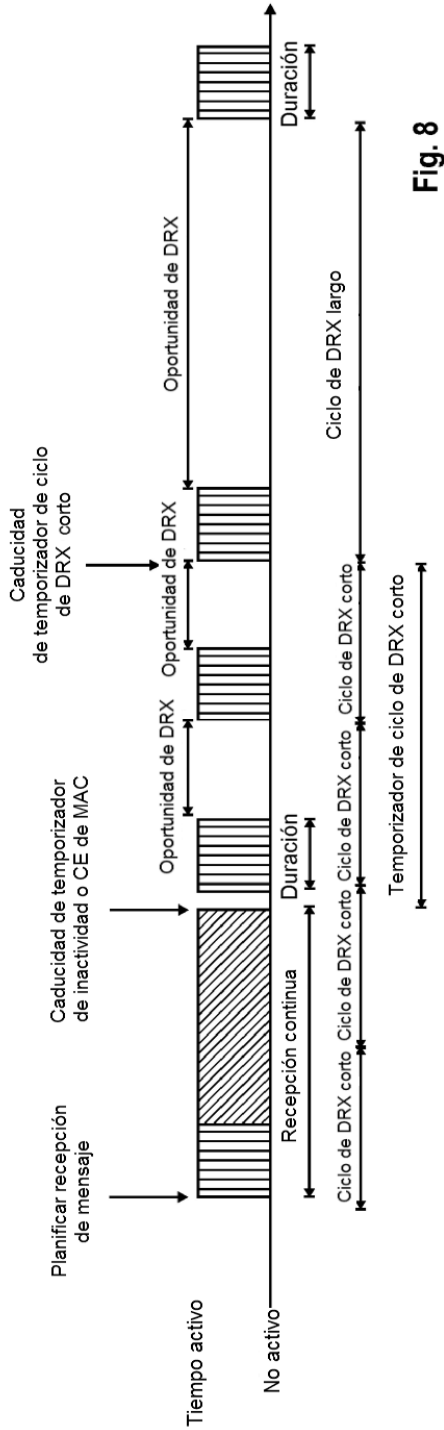 Planificar recepción
de mensaje
Caducidad de temporizador
de inactividad o CE de MAC
Caducidad
de temporizador de ciclo
de DRX corto
Tiempo activo
No activo
Oportunidad de DRX
Oportunidad de DRX
Oportunidad de DRX
Recepción continua
Duración
Duración
Ciclo de DRX corto
Ciclo de DRX corto
Ciclo de DRX corto
Ciclo de DRX corto
Ciclo de DRX largo
Temporizador de ciclo de DRX corto
Fig. 8